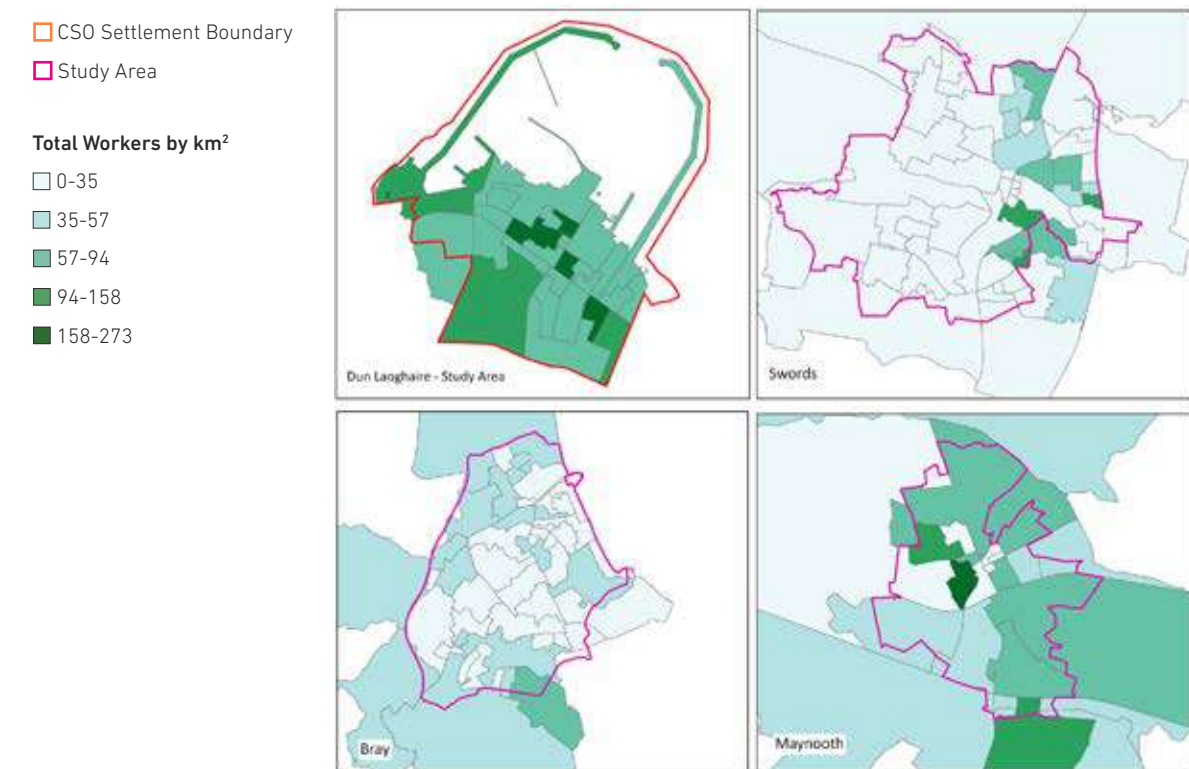 CSO Settlement Boundary
Study Area
Total Workers by km²
0-35
35-57
57-94
94-158
158-273
Dun Laoghaire - Study Area
Swords
Bray
Maynooth